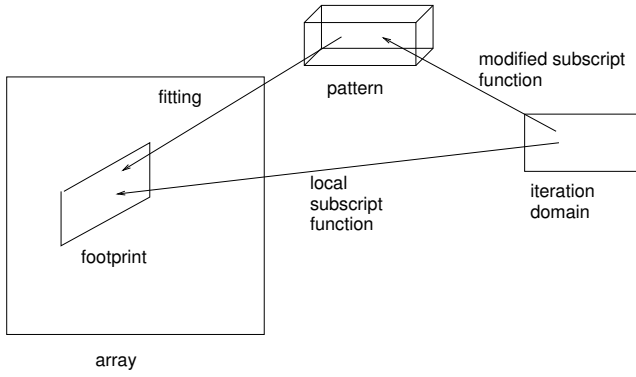 modified subscript
function
fitting
pattern
local
subscript
function
iteration
domain
footprint
array